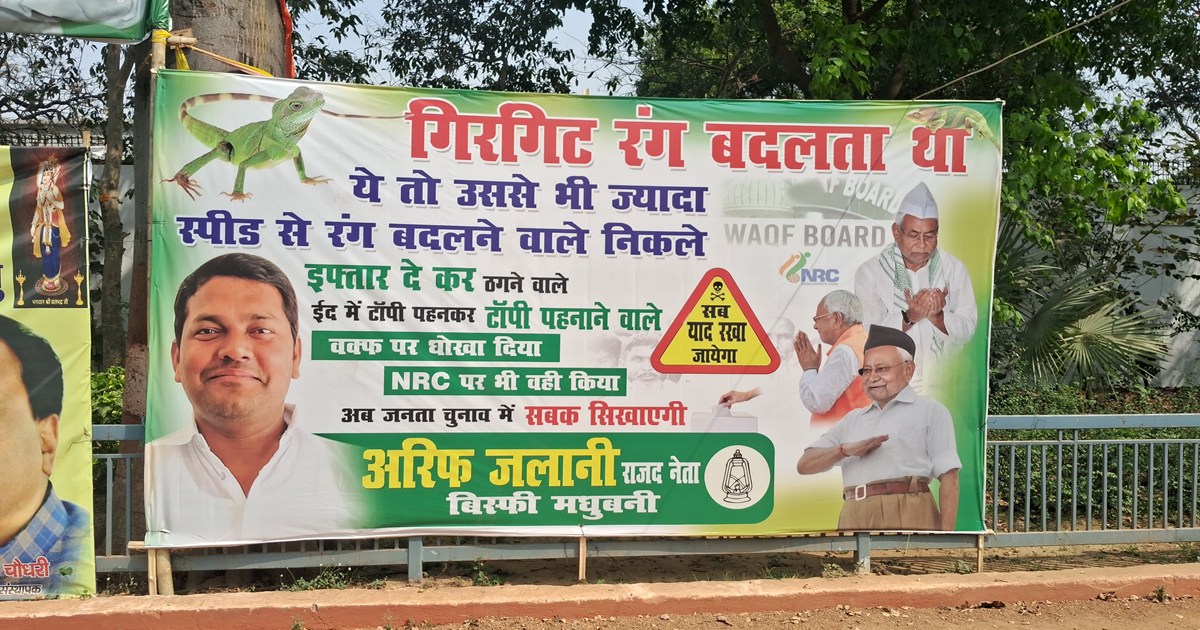 गिरगिट रंग बदलता था
ये तो उससे भी ज्यादा
स्पीड से रंग बदलने वाले निकले
WAQF BOARD
NRC
इफ्तार दे कर ठगने वाले
ईद में टॉपी पहनकर टॉपी पहनाने वाले
वक्फ पर धोखा दिया
NRC पर भी वही किया
अब जनता चुनाव में सबक सिखाएगी
सब
याद रखा
जायेगा
अरिफ जलानी राजद नेता
बिस्फी मधुबनी
चौधरी
संस्थापक